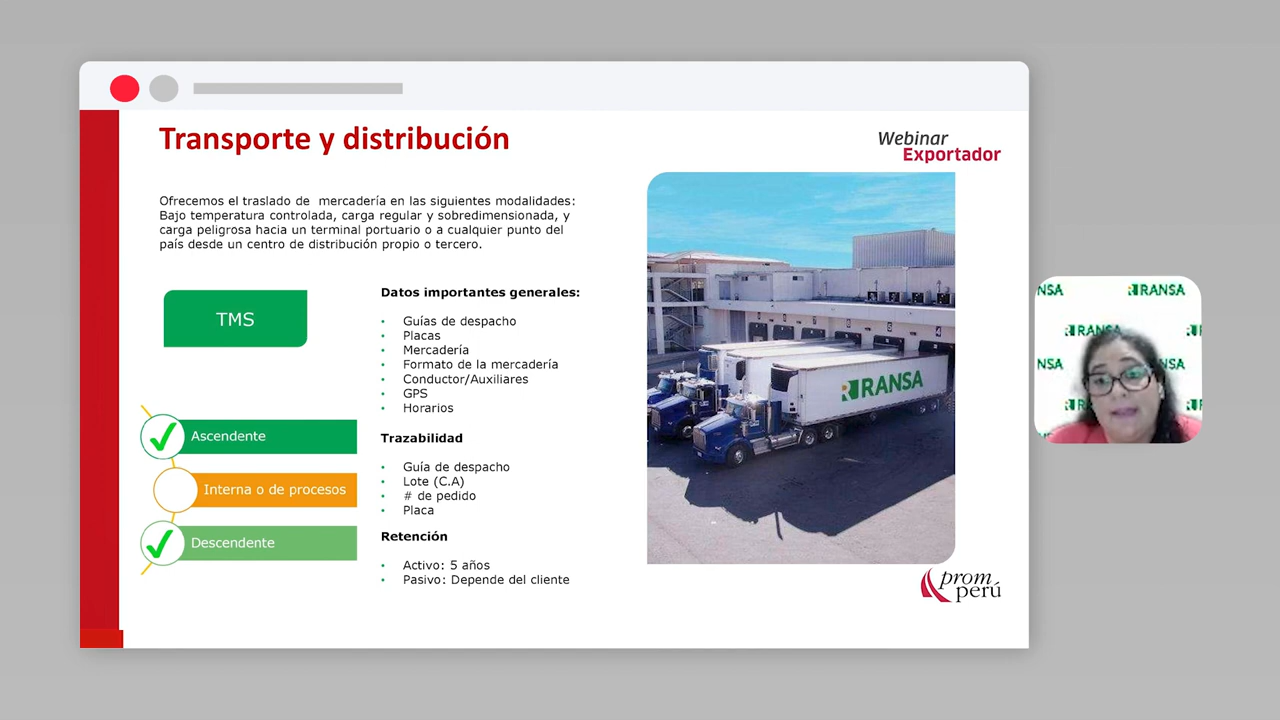 Transporte y distribución
Webinar
Exportador
Ofrecemos el traslado de mercadería en las siguientes modalidades:
Bajo temperatura controlada, carga regular y sobredimensionada, y
carga peligrosa hacia un terminal portuario o a cualquier punto del
país desde un centro de distribución propio o tercero.
TMS
Ascendente
Interna o de procesos
Descendente
Datos importantes generales:
• Guías de despacho
• Placas
• Mercadería
• Formato de la mercadería
• Conductor/Auxiliares
• GPS
• Horarios
Trazabilidad
• Guía de despacho
• Lote (C.A)
• # de pedido
• Placa
Retención
• Activo: 5 años
• Pasivo: Depende del cliente
RANSA
prom
perú
NSA
RANSA
RANSA
NSA
NSA